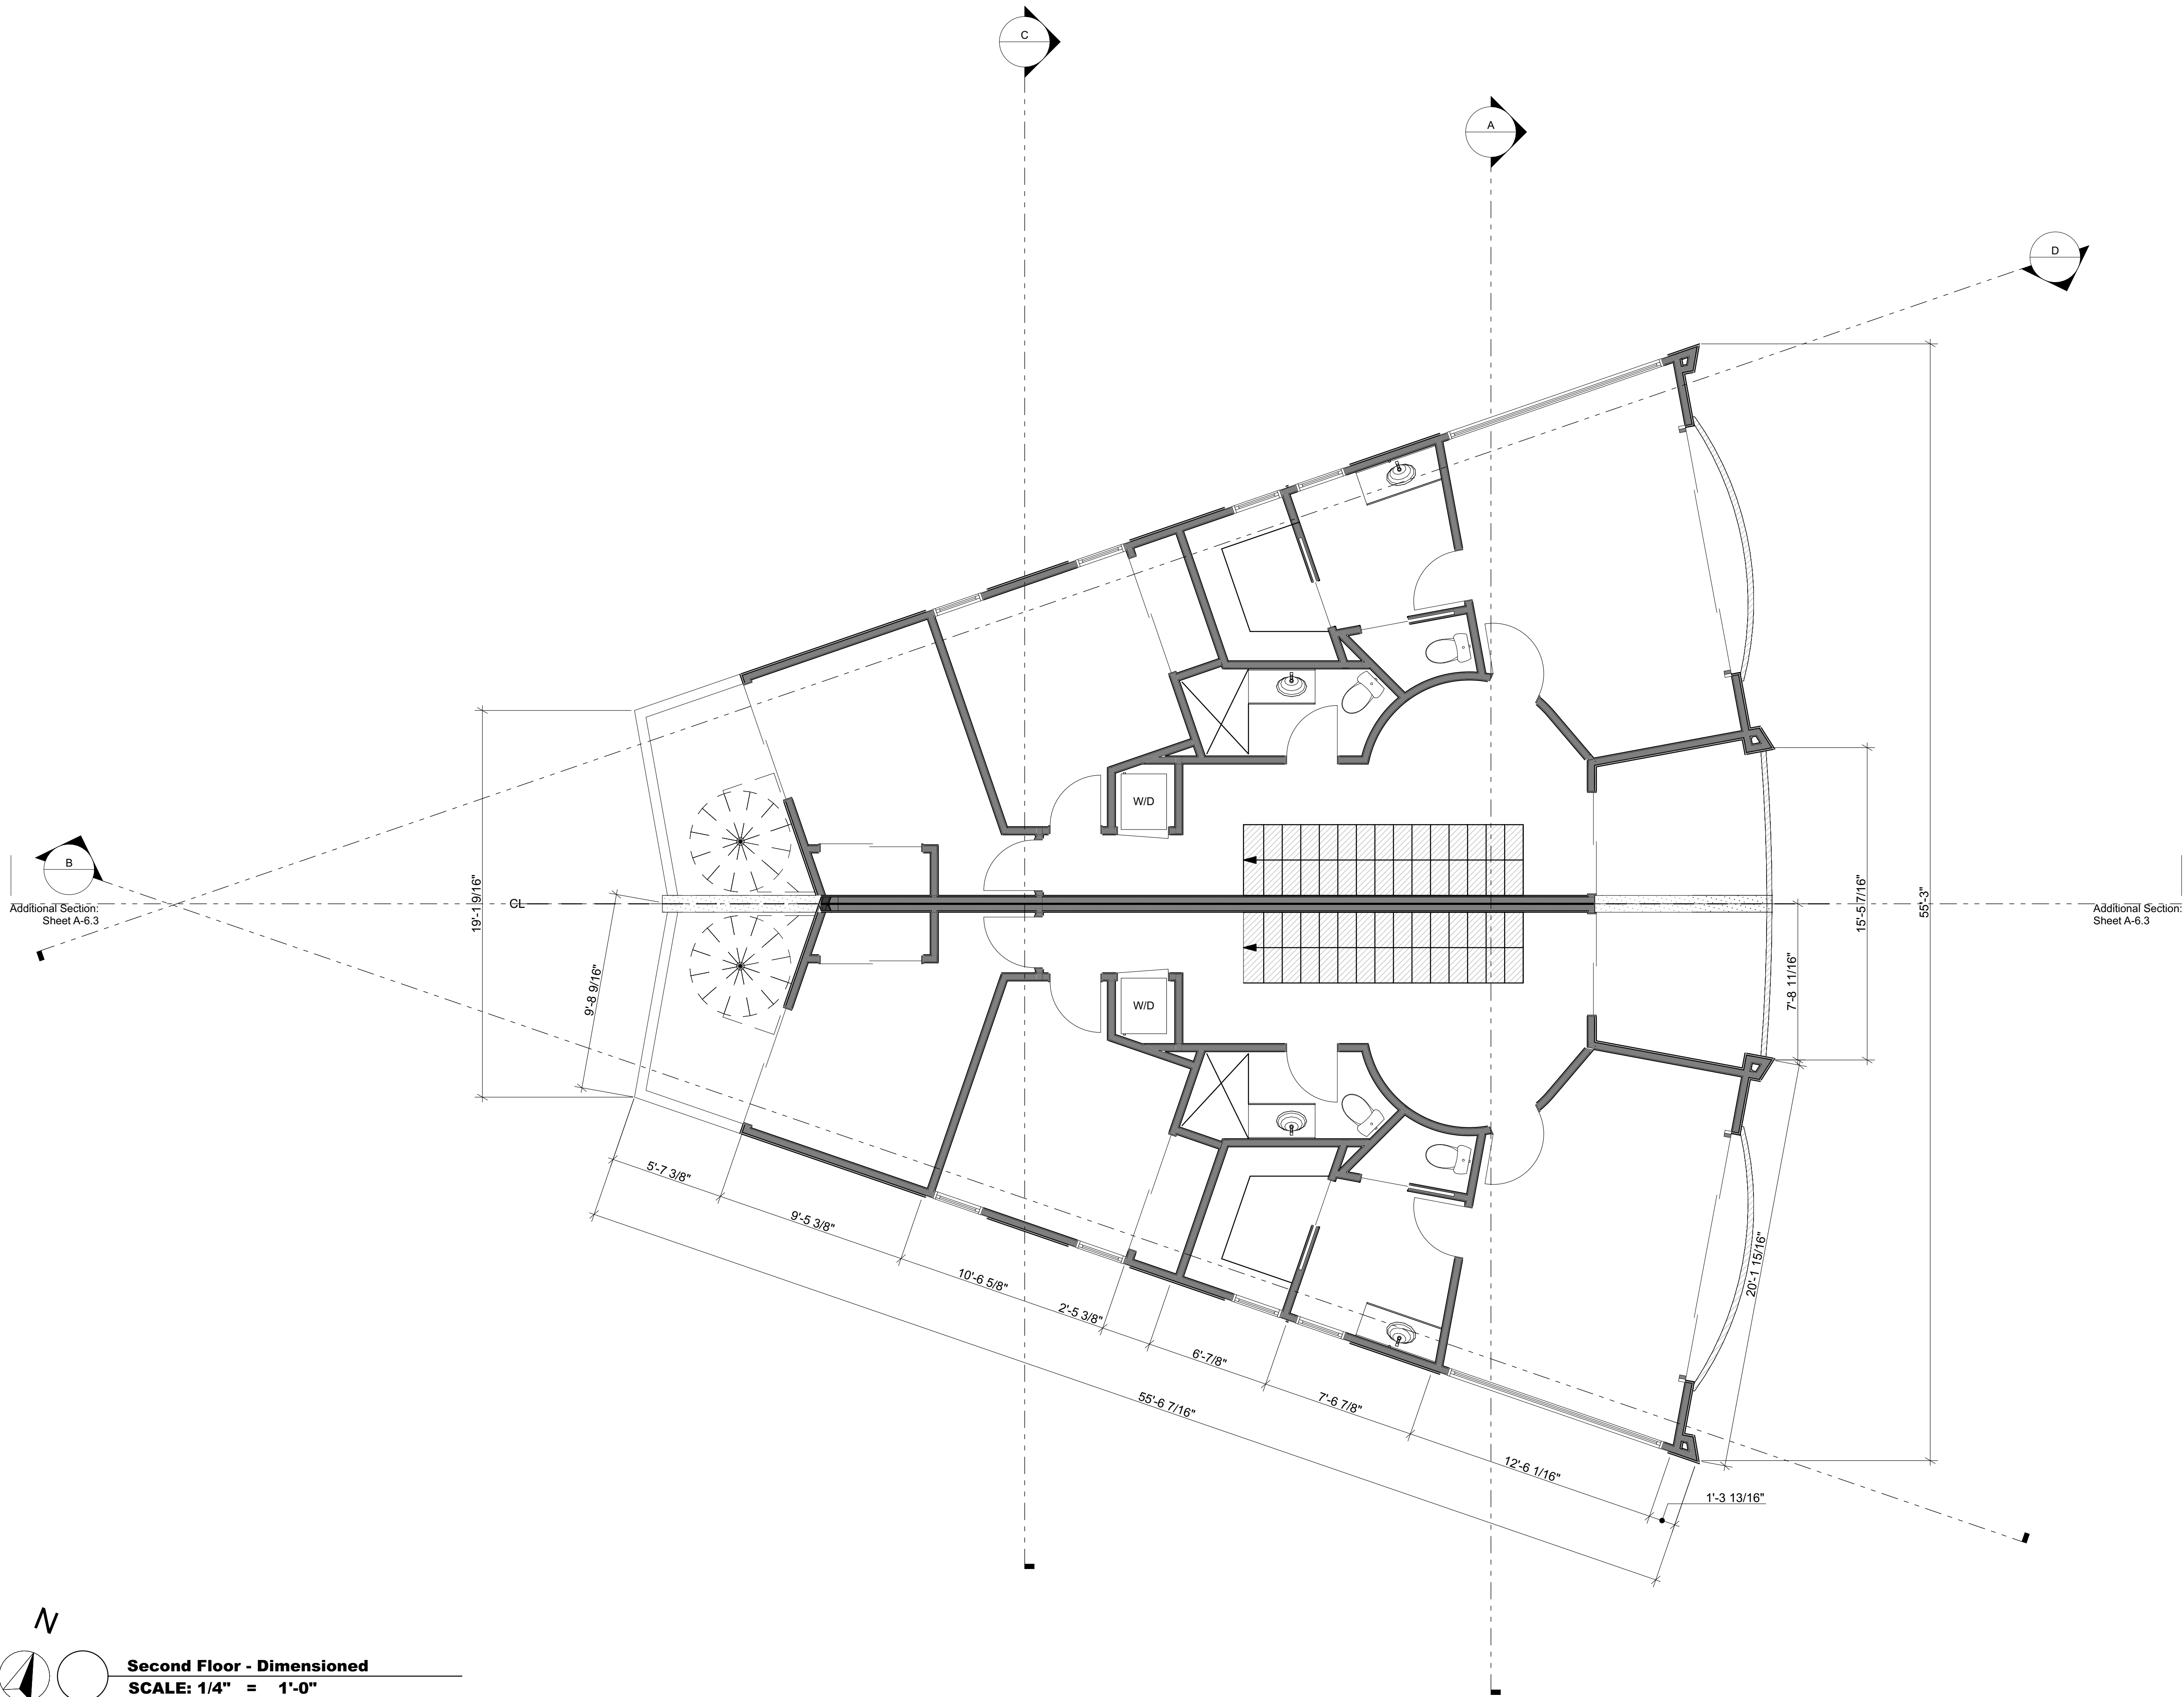 C
A
D
B
Additional Section:
Sheet A-6.3
Additional Section:
Sheet A-6.3
CL
W/D
W/D
19'-1 9/16"
9'-8 9/16"
15'-5 7/16"
55'-3"
7'-8 11/16"
20'-1 15/16"
5'-7 3/8"
9'-5 3/8"
10'-6 5/8"
2'-5 3/8"
6'-7/8"
7'-6 7/8"
12'-6 1/16"
1'-3 13/16"
55'-6 7/16"
N
Second Floor - Dimensioned
SCALE: 1/4" = 1'-0"